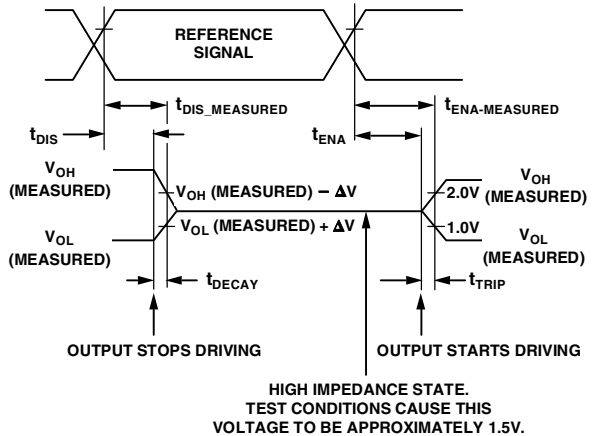 REFERENCE
SIGNAL
tDIS_MEASURED
tENA-MEASURED
tDIS
tENA
VOH
(MEASURED)
VOH (MEASURED) – ΔV
2.0V
VOH
(MEASURED)
VOL
(MEASURED)
VOL (MEASURED) + ΔV
1.0V
VOL
(MEASURED)
tDECAY
tTRIP
OUTPUT STOPS DRIVING
OUTPUT STARTS DRIVING
HIGH IMPEDANCE STATE.
TEST CONDITIONS CAUSE THIS
VOLTAGE TO BE APPROXIMATELY 1.5V.